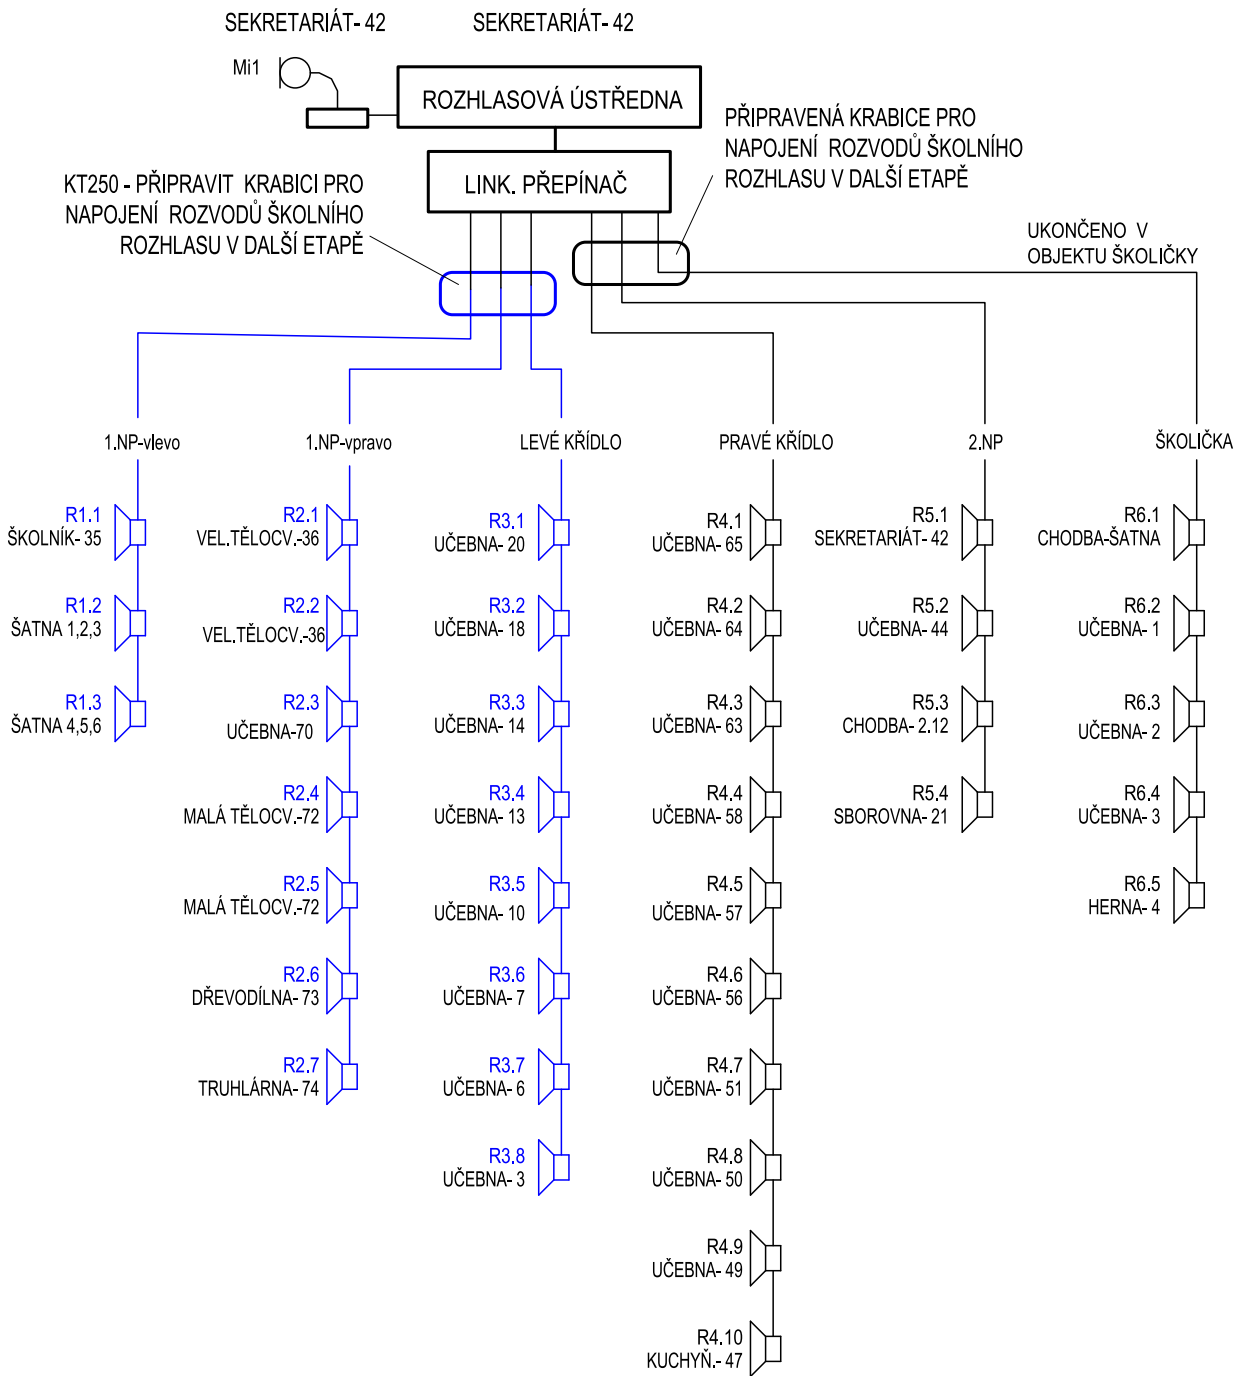 SEKRETARIÁT- 42
SEKRETARIÁT- 42
Mi1
ROZHLASOVÁ ÚSTŘEDNA
LINK. PŘEPÍNAČ
PŘIPRAVENÁ KRABICE PRO
NAPOJENÍ ROZVODŮ ŠKOLNÍHO
ROZHLASU V DALŠÍ ETAPĚ
KT250 - PŘIPRAVIT KRABICI PRO
NAPOJENÍ ROZVODŮ ŠKOLNÍHO
ROZHLASU V DALŠÍ ETAPĚ
UKONČENO V
OBJEKTU ŠKOLIČKY
1.NP-vlevo
R1.1
ŠKOLNÍK- 35
R1.2
ŠATNA 1,2,3
R1.3
ŠATNA 4,5,6
1.NP-vpravo
R2.1
VEL.TĚLOCV.-36
R2.2
VEL.TĚLOCV.-36
R2.3
UČEBNA-70
R2.4
MALÁ TĚLOCV.-72
R2.5
MALÁ TĚLOCV.-72
R2.6
DŘEVODÍLNA- 73
R2.7
TRUHLÁRNA- 74
LEVÉ KŘÍDLO
R3.1
UČEBNA- 20
R3.2
UČEBNA- 18
R3.3
UČEBNA- 14
R3.4
UČEBNA- 13
R3.5
UČEBNA- 10
R3.6
UČEBNA- 7
R3.7
UČEBNA- 6
R3.8
UČEBNA- 3
PRAVÉ KŘÍDLO
R4.1
UČEBNA- 65
R4.2
UČEBNA- 64
R4.3
UČEBNA- 63
R4.4
UČEBNA- 58
R4.5
UČEBNA- 57
R4.6
UČEBNA- 56
R4.7
UČEBNA- 51
R4.8
UČEBNA- 50
R4.9
UČEBNA- 49
R4.10
KUCHYŇ.- 47
2.NP
R5.1
SEKRETARIÁT- 42
R5.2
UČEBNA- 44
R5.3
CHODBA- 2.12
R5.4
SBOROVNA- 21
ŠKOLIČKA
R6.1
CHODBA-ŠATNA
R6.2
UČEBNA- 1
R6.3
UČEBNA- 2
R6.4
UČEBNA- 3
R6.5
HERNA- 4